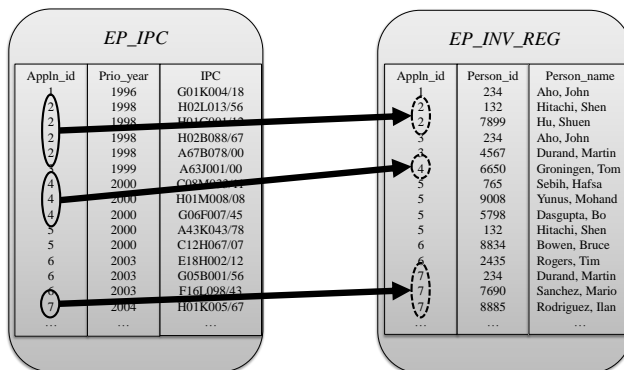 EP_IPC
Appln_id Prio_year IPC
1 1996 G01K004/18
2 1998 H02L013/56
2 1998
2 1998 H02B088/67
2 1998 A67B078/00
3 1999 A63J001/00
4 2000
4 2000 H01M008/08
4 2000 G06F007/45
5 2000 A43K043/78
5 2000 C12H067/07
6 2003 E18H002/12
6 2003 G05B001/56
6 2003 F16L098/43
7 2004 H01K005/67
… … …
EP_INV_REG
Appln_id Person_id Person_name
1 234 Aho, John
2 132 Hitachi, Shen
2 7899 Hu, Shuen
3 234 Aho, John
3 4567 Durand, Martin
4 6650 Groningen, Tom
5 765 Sebih, Hafsa
5 9008 Yunus, Mohand
5 5798 Dasgupta, Bo
5 132 Hitachi, Shen
6 8834 Bowen, Bruce
6 2435 Rogers, Tim
7 234 Durand, Martin
7 7690 Sanchez, Mario
7 8885 Rodriguez, Ilan
… … …